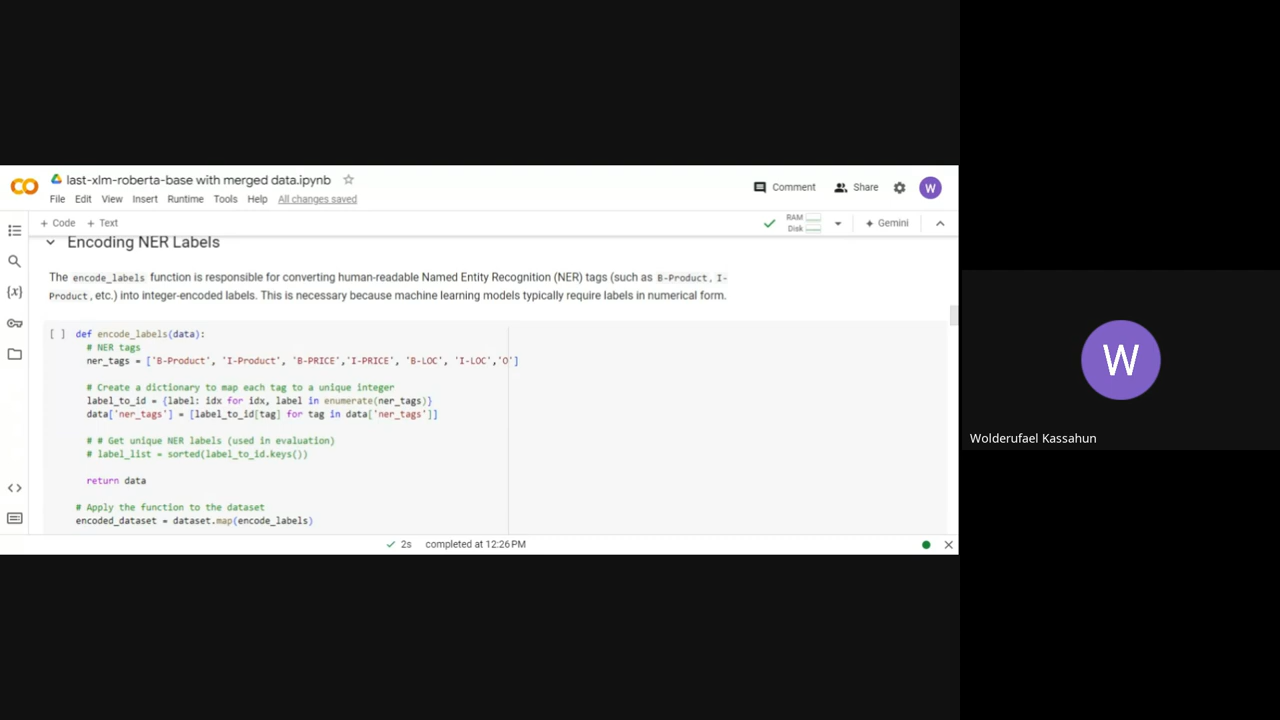 last-xlm-roberta-base with merged data.ipynb
Comment
Share
W
File Edit View Insert Runtime Tools Help All changes saved
+ Code + Text
RAM
Disk
Gemini
Encoding NER Labels
The encode_labels function is responsible for converting human-readable Named Entity Recognition (NER) tags (such as B-Product, I-
Product, etc.) into integer-encoded labels. This is necessary because machine learning models typically require labels in numerical form.
[ ] def encode_labels(data):
# NER tags
ner_tags = ['B-Product', 'I-Product', 'B-PRICE','I-PRICE', 'B-LOC', 'I-LOC','O']
# Create a dictionary to map each tag to a unique integer
label_to_id = {label: idx for idx, label in enumerate(ner_tags)}
data['ner_tags'] = [label_to_id[tag] for tag in data['ner_tags']]
# # Get unique NER labels (used in evaluation)
# label_list = sorted(label_to_id.keys())
return data
# Apply the function to the dataset
encoded_dataset = dataset.map(encode_labels)
2s completed at 12:26 PM
W
Wolderufael Kassahun